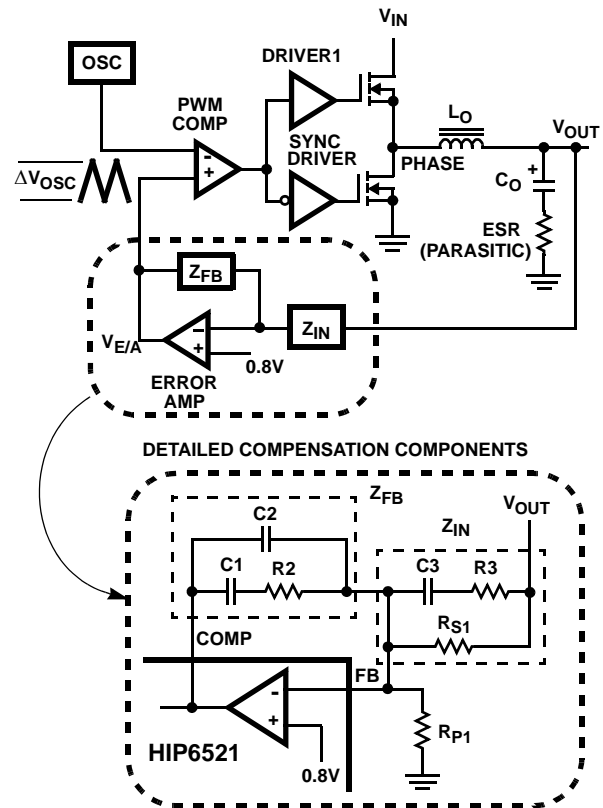 V_IN
OSC
DRIVER1
PWM
COMP
L_O
V_OUT
SYNC
DRIVER
-
+
PHASE
ΔV_OSC
C_O
+
ESR
(PARASITIC)
Z_FB
Z_IN
-
+
V_E/A
0.8V
ERROR
AMP
DETAILED COMPENSATION COMPONENTS
Z_FB
V_OUT
C2
Z_IN
C1
R2
C3
R3
R_S1
COMP
FB
-
+
R_P1
HIP6521
0.8V